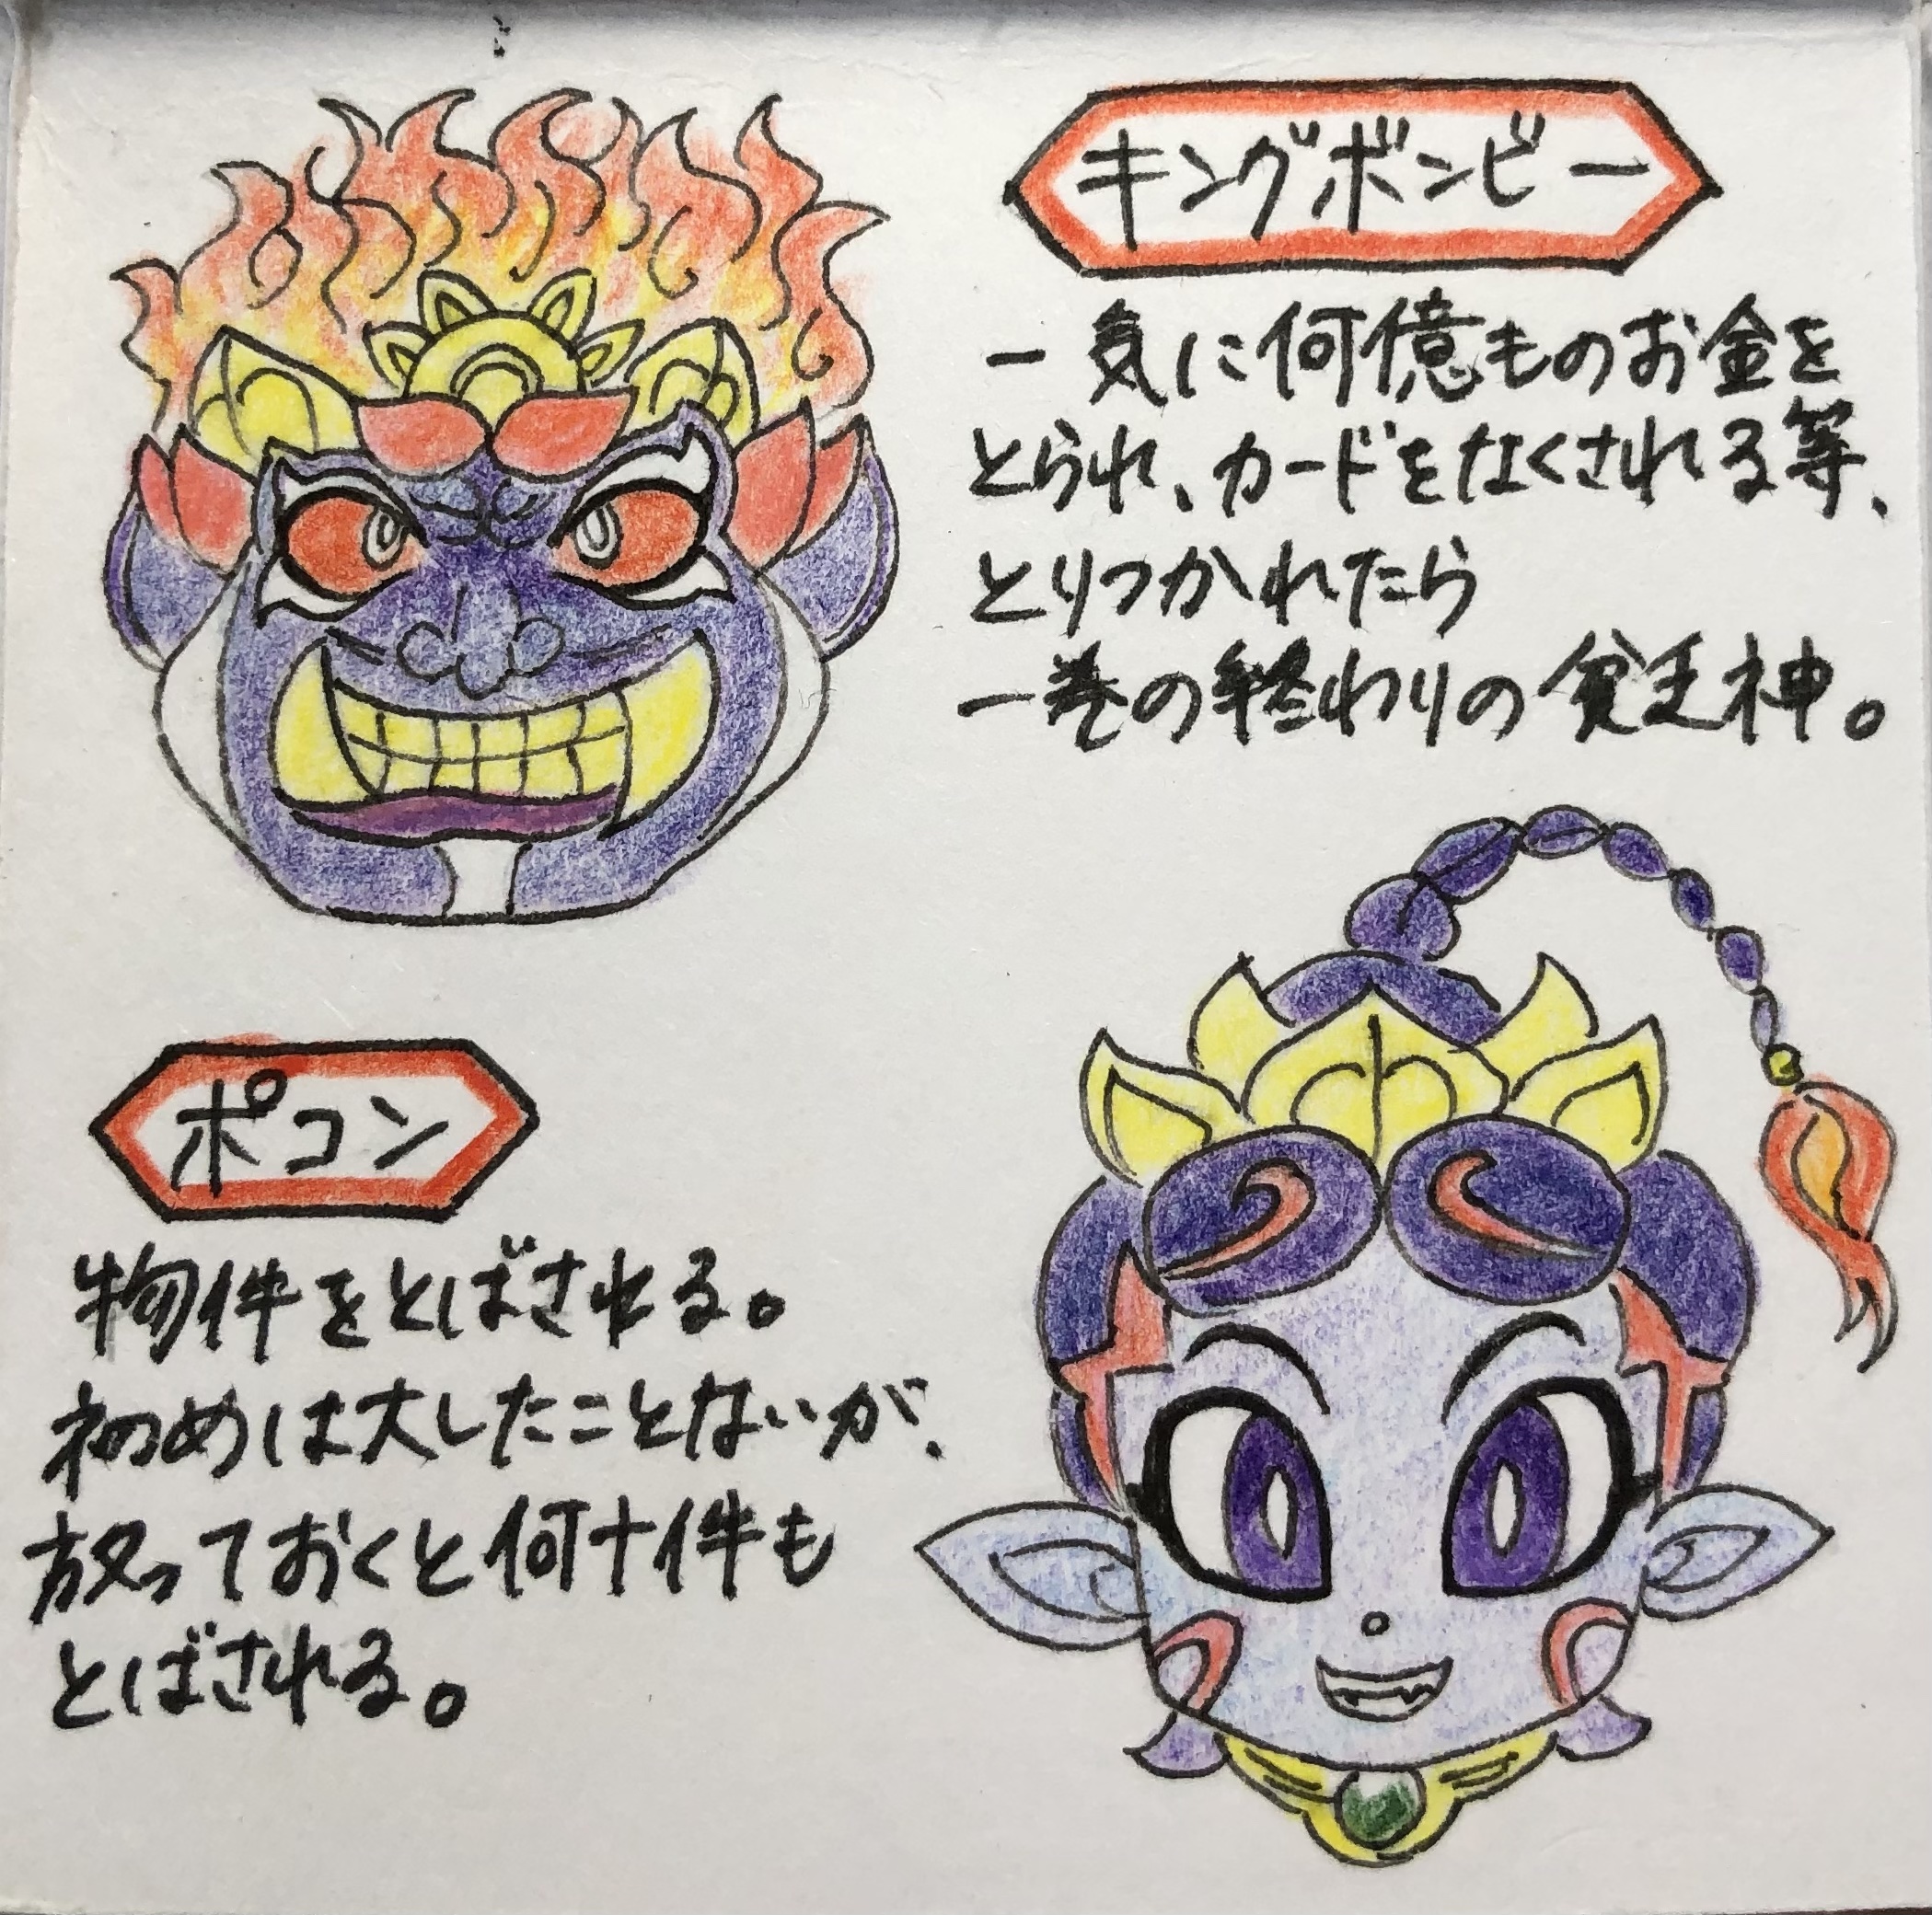 キングボンビー
一気に何億ものお金を
とられ、カードをなくされる等、
とりつかれたら
一巻の終わりの貧乏神。
ポコン
物件をとばされる。
初めは大したことないが、
放っておくと何十件も
とばされる。